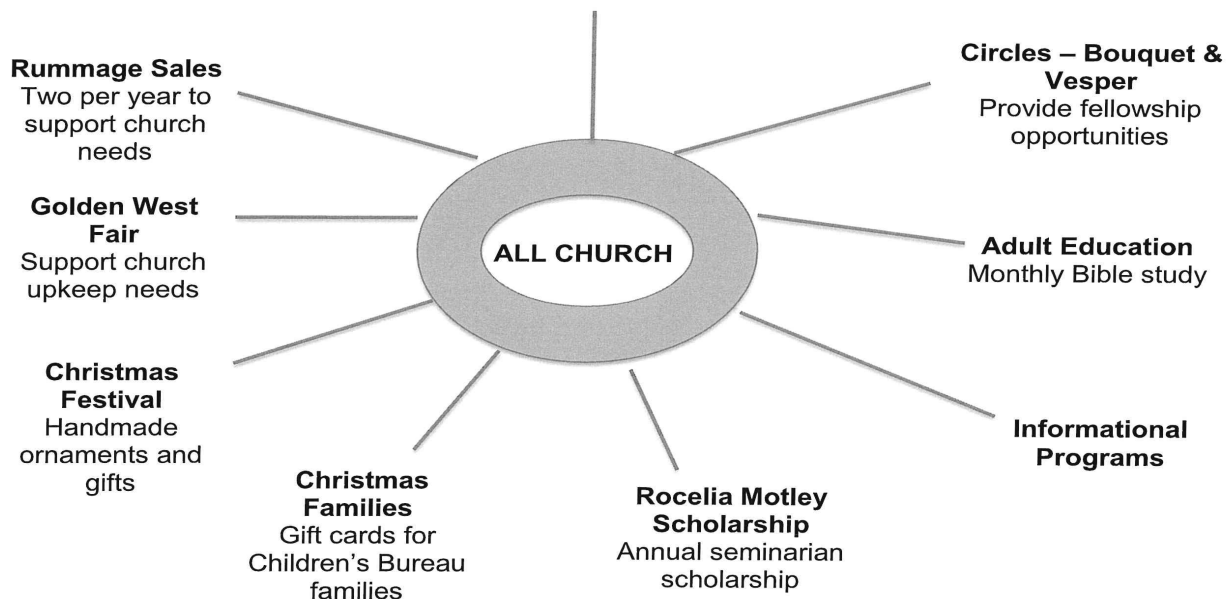 Rummage Sales
Two per year to
support church
needs
Circles – Bouquet &
Vesper
Provide fellowship
opportunities
Golden West
Fair
Support church
upkeep needs
ALL CHURCH
Adult Education
Monthly Bible study
Christmas
Festival
Handmade
ornaments and
gifts
Christmas
Families
Gift cards for
Children’s Bureau
families
Rocelia Motley
Scholarship
Annual seminarian
scholarship
Informational
Programs